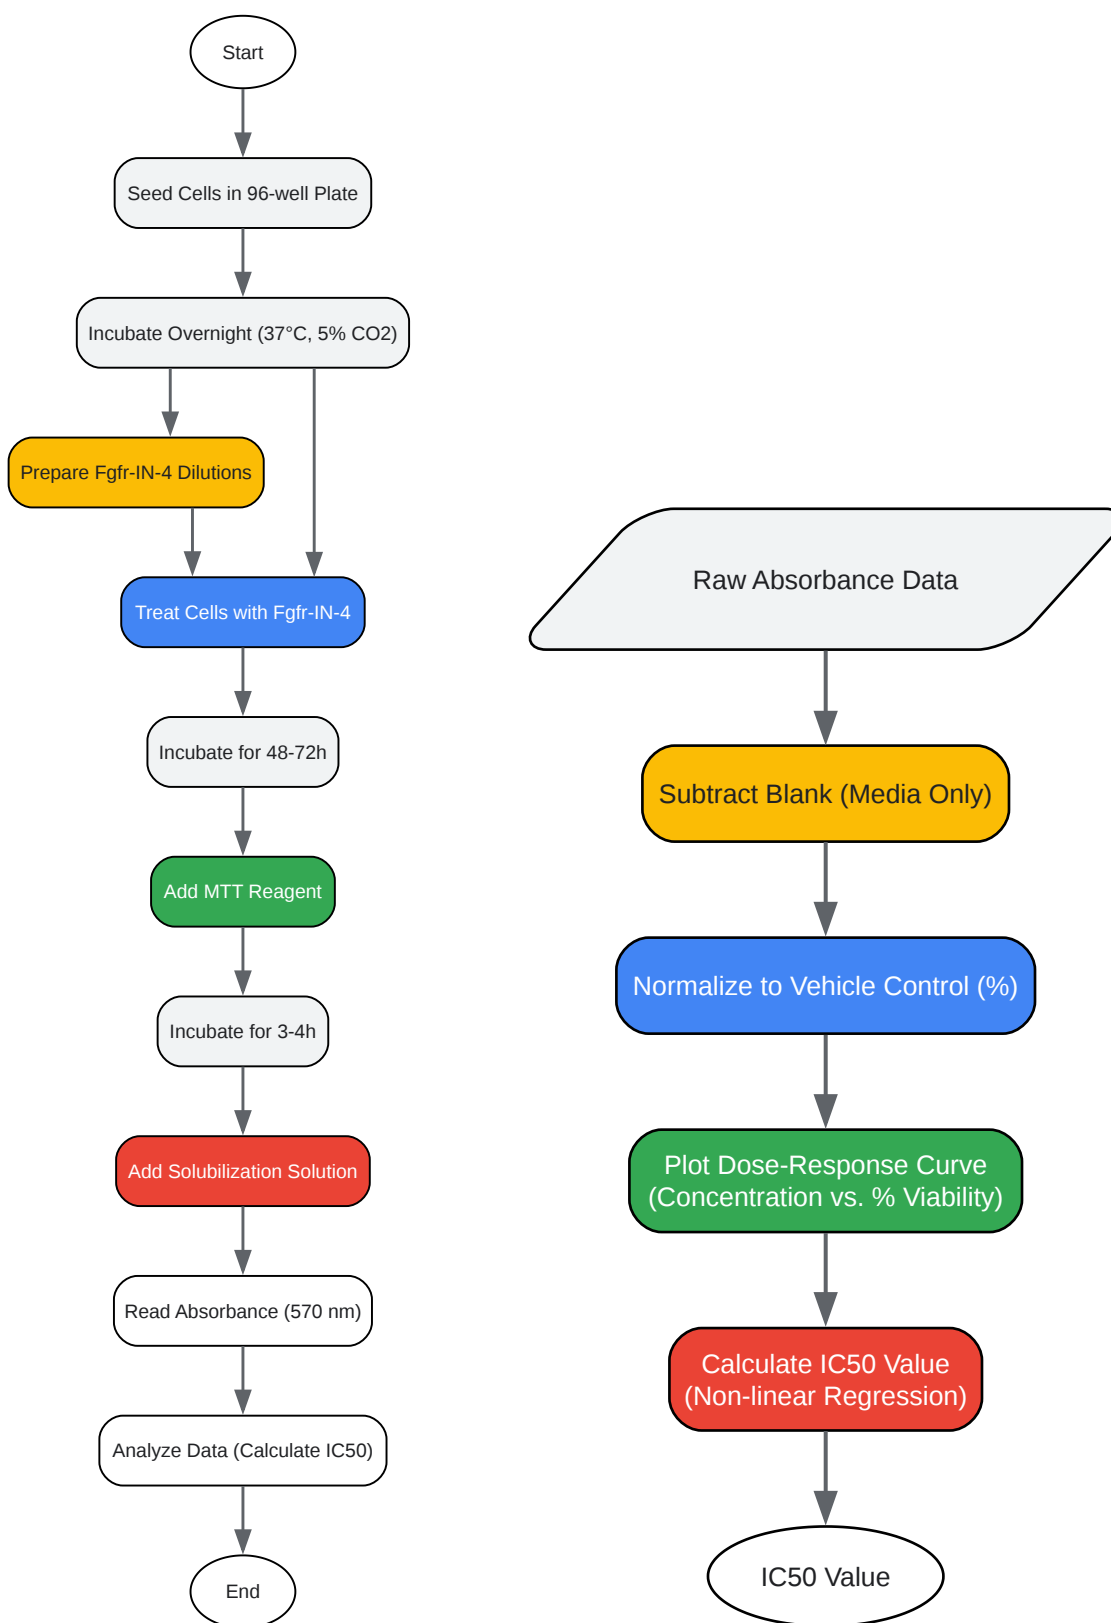 Start
Seed Cells in 96-well Plate
Incubate Overnight (37°C, 5% CO2)
Prepare Fgfr-IN-4 Dilutions
Treat Cells with Fgfr-IN-4
Incubate for 48-72h
Add MTT Reagent
Incubate for 3-4h
Add Solubilization Solution
Read Absorbance (570 nm)
Analyze Data (Calculate IC50)
End
Raw Absorbance Data
Subtract Blank (Media Only)
Normalize to Vehicle Control (%)
Plot Dose-Response Curve
(Concentration vs. % Viability)
Calculate IC50 Value
(Non-linear Regression)
IC50 Value